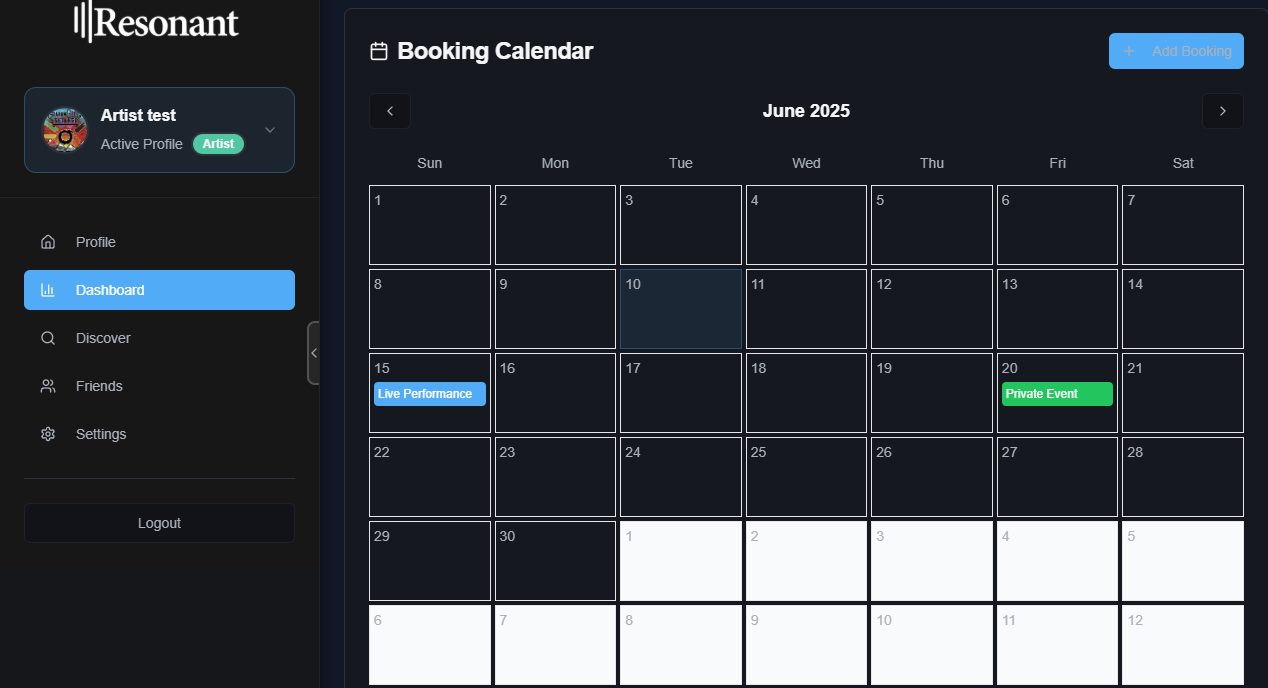 Resonant
Artist test
Active Profile Artist
Profile
Dashboard
Discover
Friends
Settings
Logout
Booking Calendar
+ Add Booking
June 2025
Sun Mon Tue Wed Thu Fri Sat
1 2 3 4 5 6 7
8 9 10 11 12 13 14
15 16 17 18 19 20 21
Live Performance Private Event
22 23 24 25 26 27 28
29 30 1 2 3 4 5
6 7 8 9 10 11 12